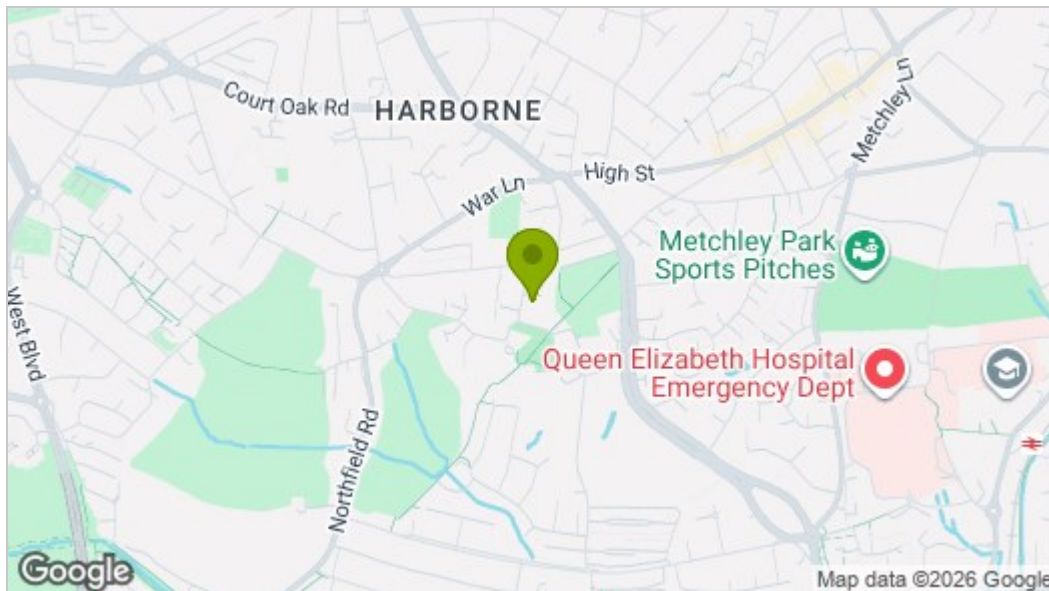 Court Oak Rd
HARBORNE
Metchley Ln
High St
War Ln
Metchley Park
Sports Pitches
West Blvd
Queen Elizabeth Hospital
Emergency Dept
Northfield Rd
Google
Map data ©2026 Google